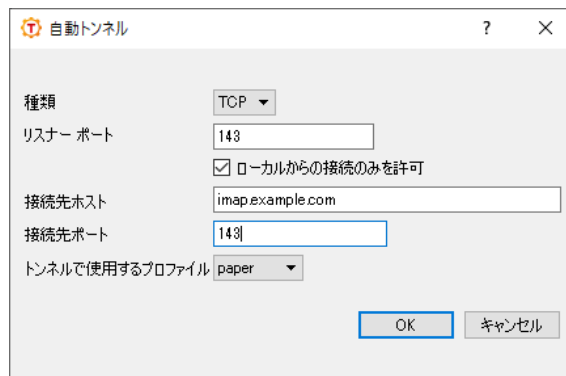 自動トンネル
種類 TCP
リスナー ポート 143
ローカルからの接続のみを許可
接続先ホスト imap.example.com
接続先ポート 143
トンネルで使用するプロファイル paper
OK キャンセル